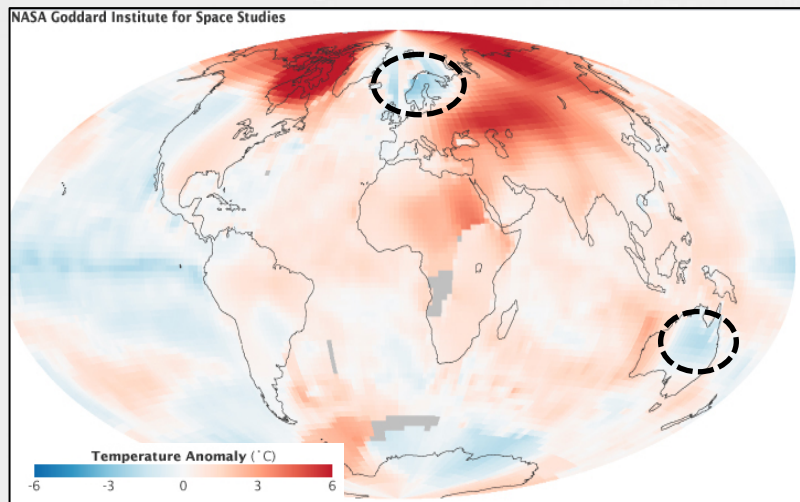 NASA Goddard Institute for Space Studies
Temperature Anomaly (˚C)
-6 -3 0 3 6